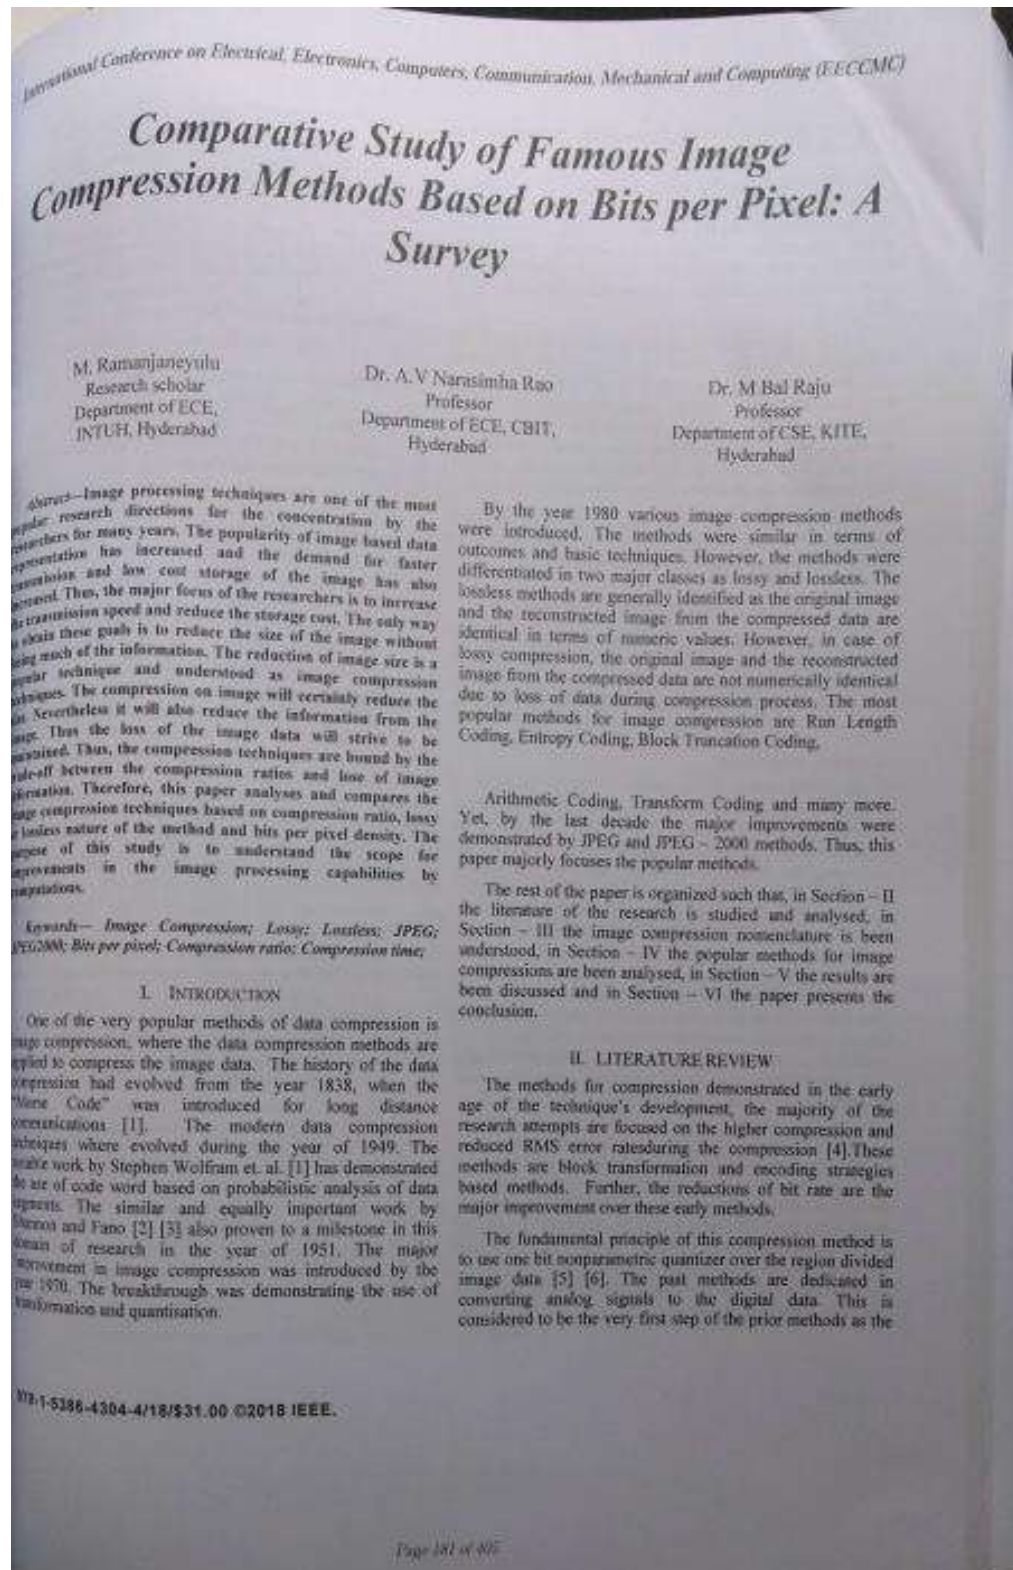 International Conference on Electrical, Electronics, Computers, Communication, Mechanical and Computing (EECCMC)
Comparative Study of Famous Image
Compression Methods Based on Bits per Pixel: A
Survey
M. Ramanjaneyulu
Research scholar
Department of ECE,
JNTUH, Hyderabad
Dr. A.V Narasimha Rao
Professor
Department of ECE, CBIT,
Hyderabad
Dr. M Bal Raju
Professor
Department of CSE, KITE,
Hyderabad
Abstract—Image processing techniques are one of the most
research directions for the concentration by the
for many years. The popularity of image based data
has increased and the demand for faster
and low cost storage of the image has also
Thus, the major focus of the researchers is to increase
transmission speed and reduce the storage cost. The only way
these goals is to reduce the size of the image without
much of the information. The reduction of image size is a
technique and understood as image compression
The compression on image will certainly reduce the
Nevertheless it will also reduce the information from the
Thus the loss of the image data will strive to be
Thus, the compression techniques are bound by the
between the compression ratios and lose of image
Therefore, this paper analyses and compares the
compression techniques based on compression ratio, lossy
lossless nature of the method and bits per pixel density. The
of this study is to understand the scope for
in the image processing capabilities by
Keywords— Image Compression; Lossy; Lossless; JPEG;
JPEG2000; Bits per pixel; Compression ratio; Compression time;
I. INTRODUCTION
One of the very popular methods of data compression is
compression, where the data compression methods are
to compress the image data. The history of the data
compression had evolved from the year 1838, when the
"Morse Code" was introduced for long distance
communications [1]. The modern data compression
techniques where evolved during the year of 1949. The
work by Stephen Wolfram et. al. [1] has demonstrated
the use of code word based on probabilistic analysis of data
The similar and equally important work by
Shannon and Fano [2] [3] also proven to a milestone in this
domain of research in the year of 1951. The major
improvement in image compression was introduced by the
year 1970. The breakthrough was demonstrating the use of
transformation and quantisation.
By the year 1980 various image compression methods
were introduced. The methods were similar in terms of
outcomes and basic techniques. However, the methods were
differentiated in two major classes as lossy and lossless. The
lossless methods are generally identified as the original image
and the reconstructed image from the compressed data are
identical in terms of numeric values. However, in case of
lossy compression, the original image and the reconstructed
image from the compressed data are not numerically identical
due to loss of data during compression process. The most
popular methods for image compression are Run Length
Coding, Entropy Coding, Block Truncation Coding,
Arithmetic Coding, Transform Coding and many more.
Yet, by the last decade the major improvements were
demonstrated by JPEG and JPEG – 2000 methods. Thus, this
paper majorly focuses the popular methods.
The rest of the paper is organized such that, in Section – II
the literature of the research is studied and analysed, in
Section – III the image compression nomenclature is been
understood, in Section – IV the popular methods for image
compressions are been analysed, in Section – V the results are
been discussed and in Section – VI the paper presents the
conclusion.
II. LITERATURE REVIEW
The methods for compression demonstrated in the early
age of the technique's development, the majority of the
research attempts are focused on the higher compression and
reduced RMS error ratesduring the compression [4].These
methods are block transformation and encoding strategies
based methods. Further, the reductions of bit rate are the
major improvement over these early methods.
The fundamental principle of this compression method is
to use one bit nonparametric quantizer over the region divided
image data [5] [6]. The past methods are dedicated in
converting analog signals to the digital data. This is
considered to be the very first step of the prior methods as the
978-1-5386-4304-4/18/$31.00 ©2018 IEEE.
Page 181 of 405